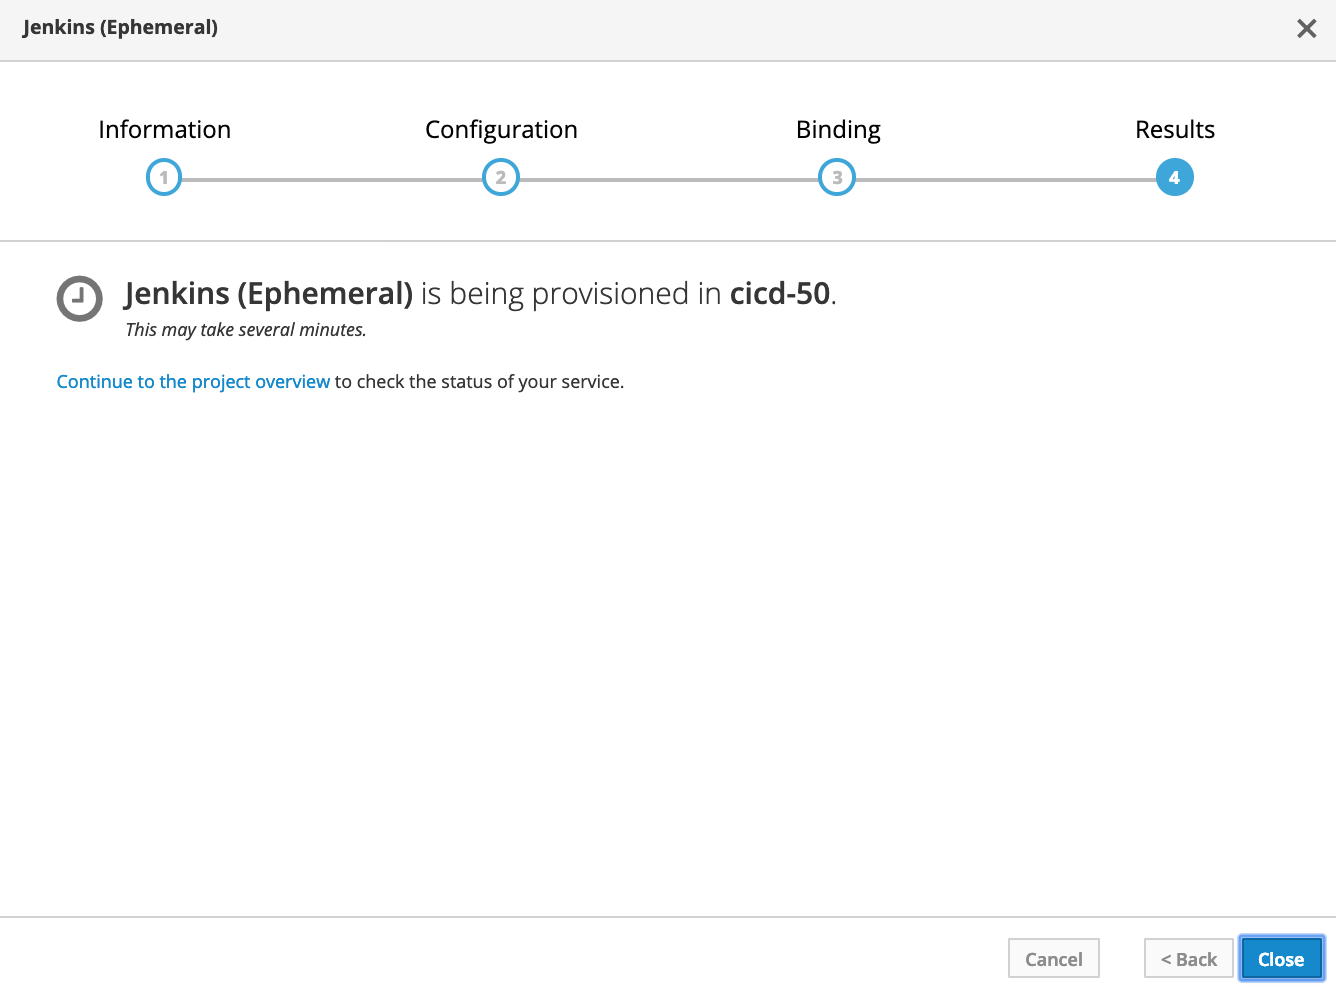 Jenkins (Ephemeral)
Information
Configuration
Binding
Results
1
2
3
4
Jenkins (Ephemeral) is being provisioned in cicd-50.
This may take several minutes.
Continue to the project overview to check the status of your service.
Cancel
< Back
Close